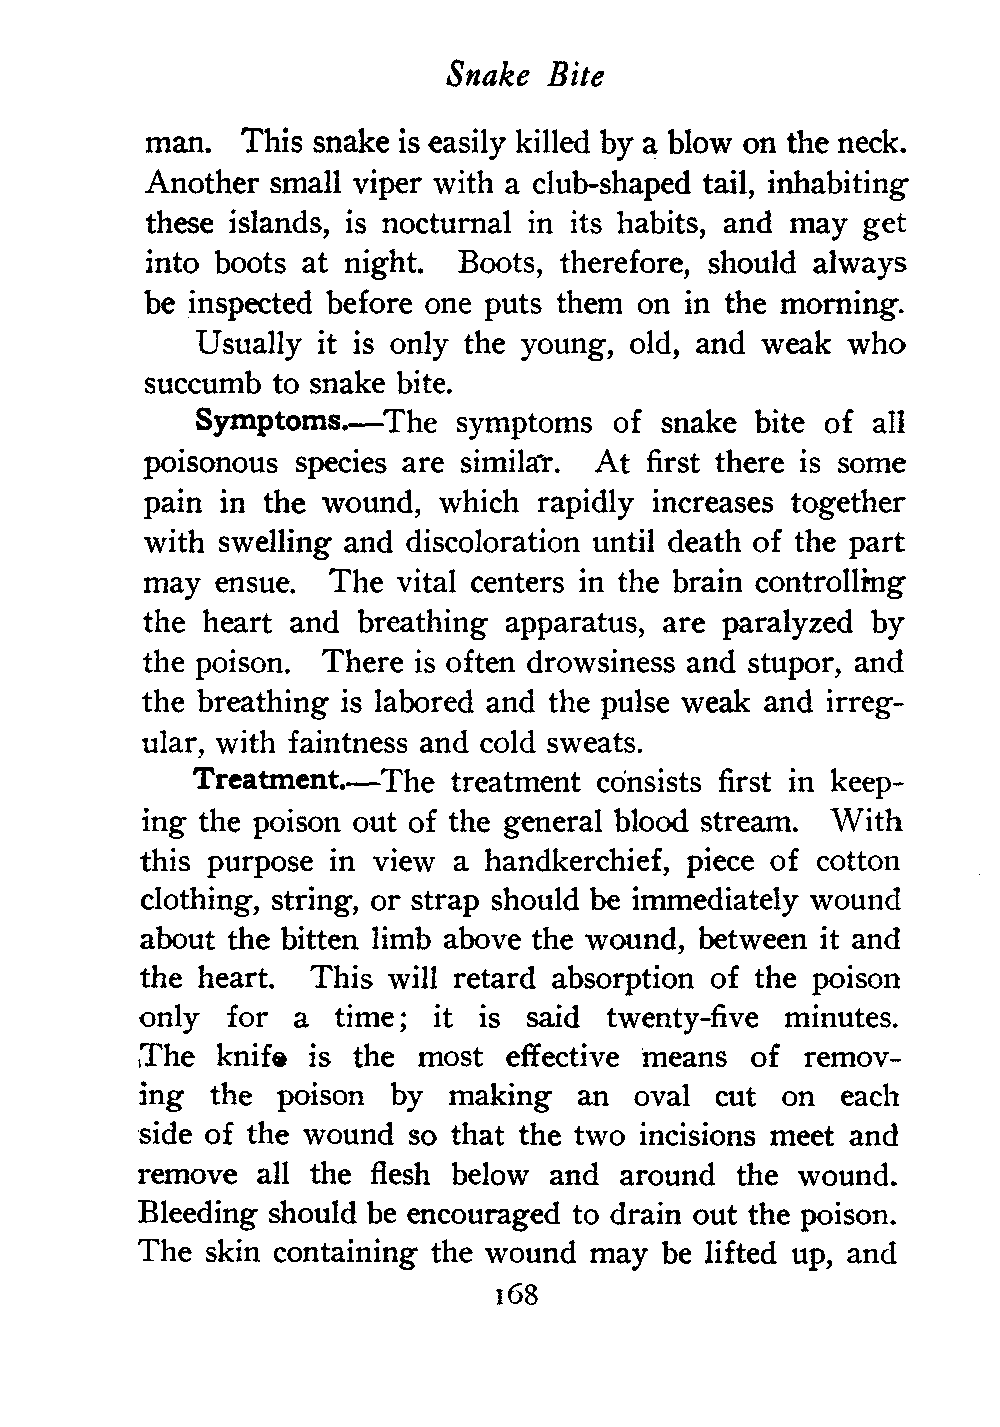 Snake Bite
man. This snake is easily killed by a blow on the neck.
Another small viper with a club-shaped tail, inhabiting
these islands, is nocturnal in its habits, and may get
into boots at night. Boots, therefore, should always
be inspected before one puts them on in the morning.
Usually it is only the young, old, and weak who
succumb to snake bite.
Symptoms.—The symptoms of snake bite of all
poisonous species are similar. At first there is some
pain in the wound, which rapidly increases together
with swelling and discoloration until death of the part
may ensue. The vital centers in the brain controlling
the heart and breathing apparatus, are paralyzed by
the poison. There is often drowsiness and stupor, and
the breathing is labored and the pulse weak and irreg-
ular, with faintness and cold sweats.
Treatment.—The treatment consists first in keep-
ing the poison out of the general blood stream. With
this purpose in view a handkerchief, piece of cotton
clothing, string, or strap should be immediately wound
about the bitten limb above the wound, between it and
the heart. This will retard absorption of the poison
only for a time; it is said twenty-five minutes.
The knife is the most effective means of remov-
ing the poison by making an oval cut on each
side of the wound so that the two incisions meet and
remove all the flesh below and around the wound.
Bleeding should be encouraged to drain out the poison.
The skin containing the wound may be lifted up, and
168